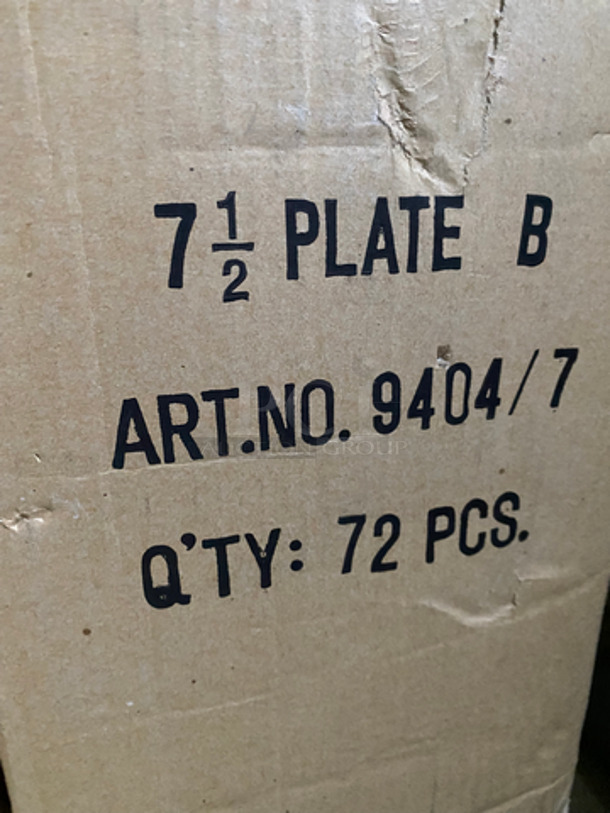 7 1/2 PLATE B
ART.NO. 9404/7
Q'TY: 72 PCS.